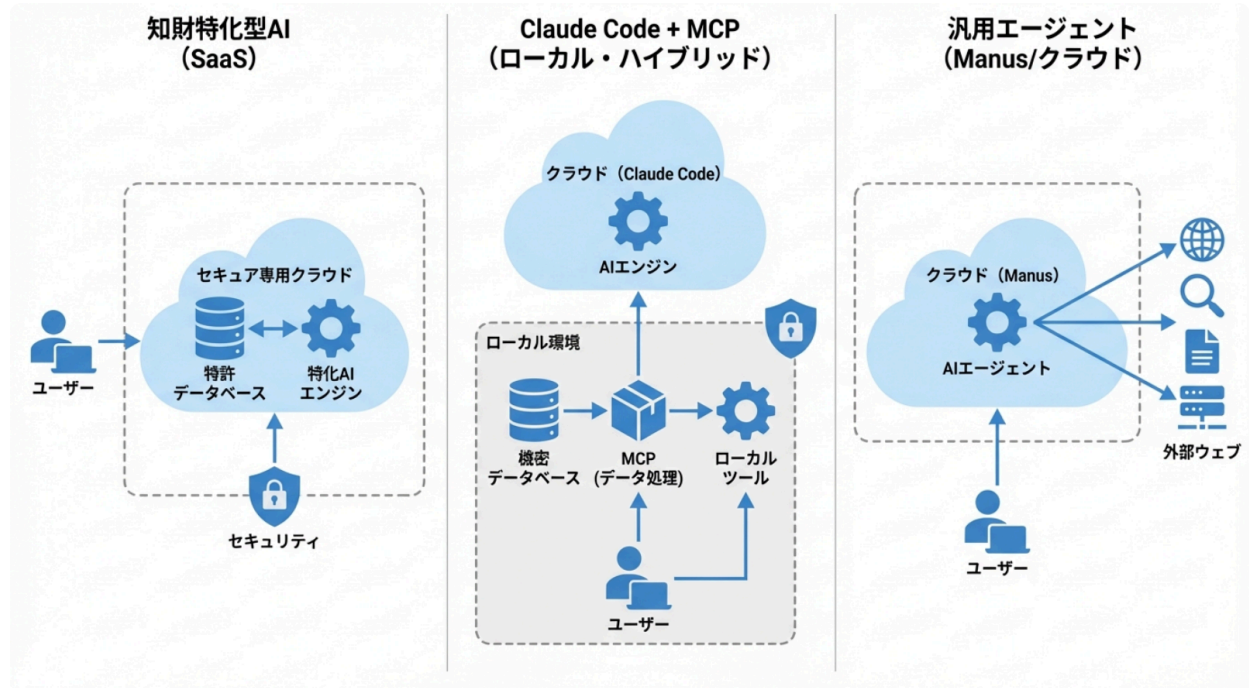 知財特化型AI
（SaaS）
セキュア専用クラウド
特許
データベース
特化AI
エンジン
ユーザー
セキュリティ
Claude Code + MCP
（ローカル・ハイブリッド）
クラウド（Claude Code）
AIエンジン
ローカル環境
機密
データベース
MCP
(データ処理)
ローカル
ツール
ユーザー
汎用エージェント
（Manus/クラウド）
クラウド（Manus）
AIエージェント
外部ウェブ
ユーザー